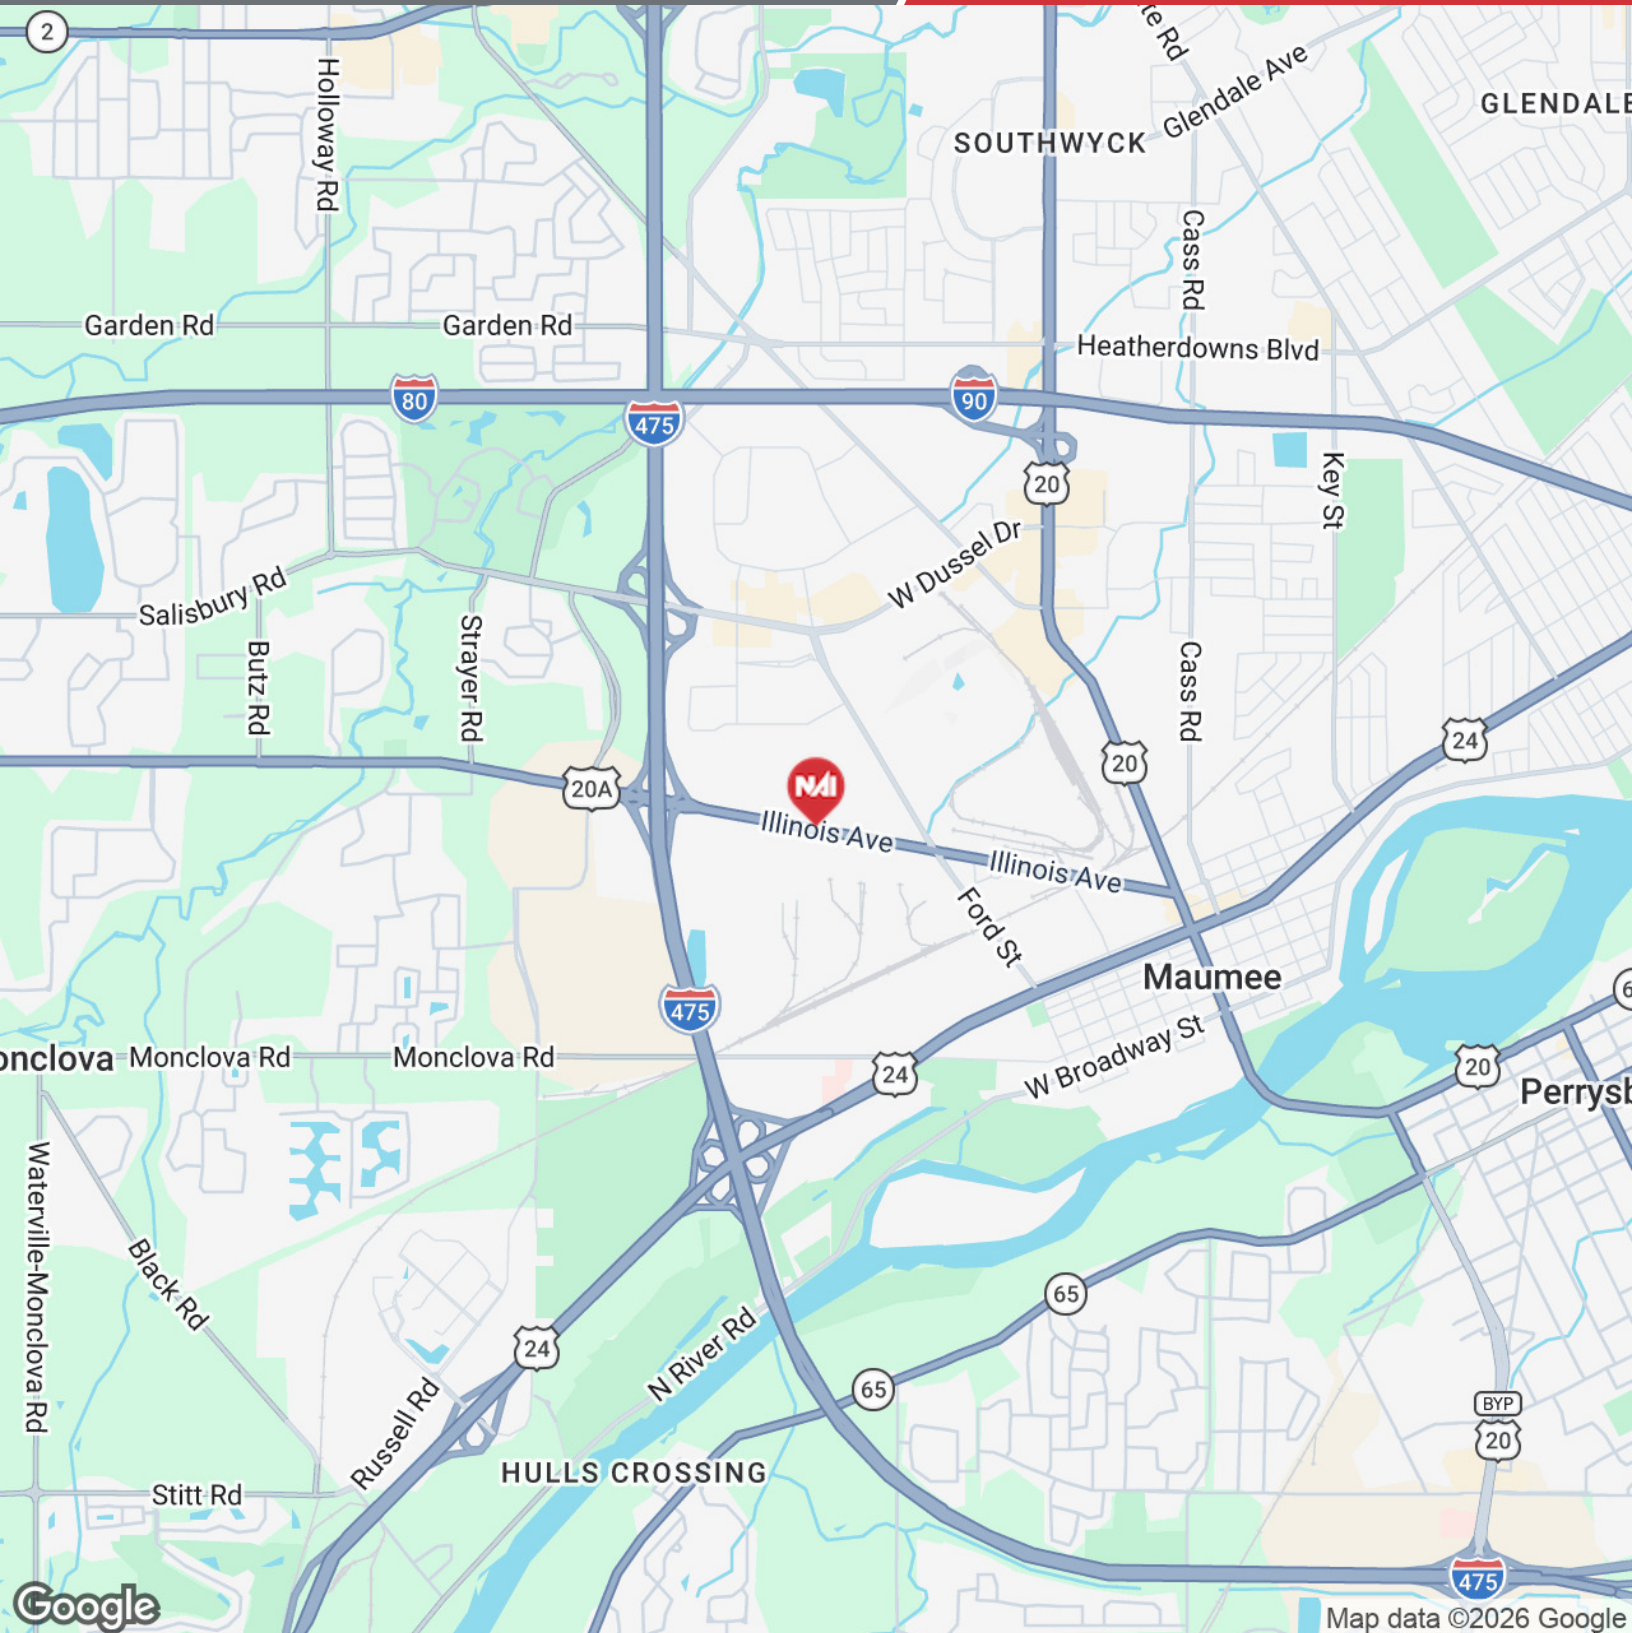 2
Holloway Rd
te Rd
Glendale Ave
GLENDALE
SOUTHWYCK
Cass Rd
Garden Rd
Garden Rd
Heatherdowns Blvd
80
475
90
20
Key St
W Dussel Dr
Salisbury Rd
Butz Rd
Strayer Rd
Cass Rd
24
20
20A
NAI
Illinois Ave
Illinois Ave
Ford St
Maumee
475
6
onclova
Monclova Rd
Monclova Rd
24
W Broadway St
20
Perrysb
Waterville-Monclova Rd
Black Rd
65
24
N River Rd
65
Russell Rd
BYP
20
HULLS CROSSING
Stitt Rd
475
Google
Map data ©2026 Google